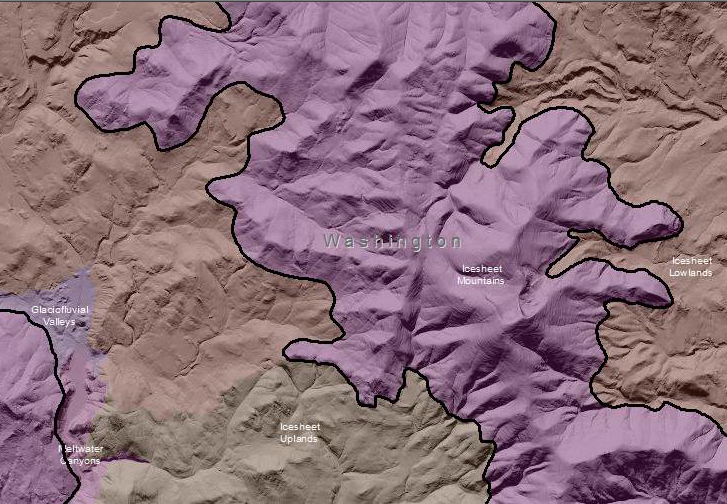 Washington
Icesheet
Lowlands
Icesheet
Mountains
Glaciofluvial
Valleys
Icesheet
Uplands
Meltwater
Canyons